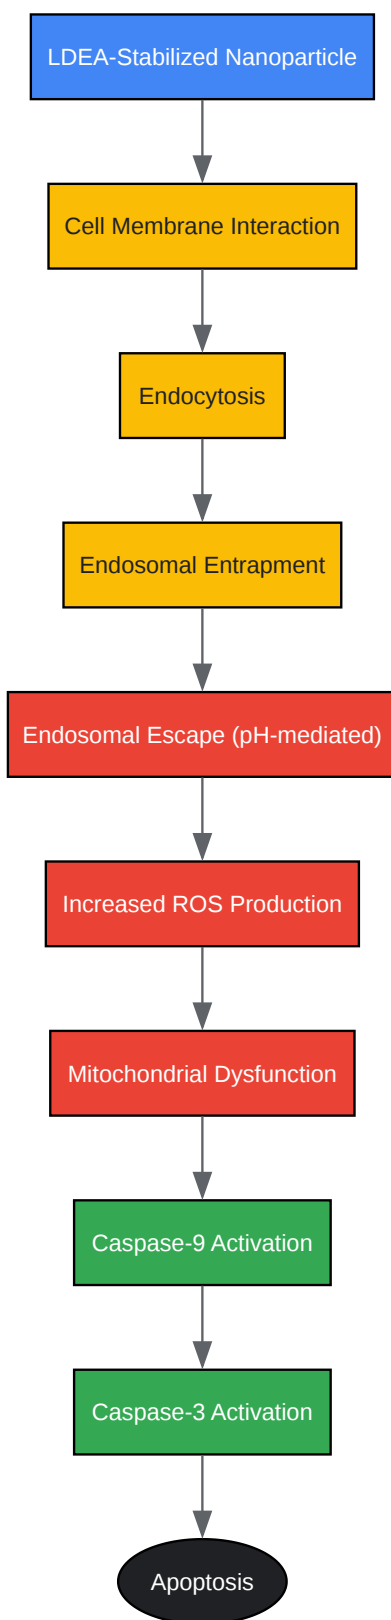 LDEA-Stabilized Nanoparticle
Cell Membrane Interaction
Endocytosis
Endosomal Entrapment
Endosomal Escape (pH-mediated)
Increased ROS Production
Mitochondrial Dysfunction
Caspase-9 Activation
Caspase-3 Activation
Apoptosis